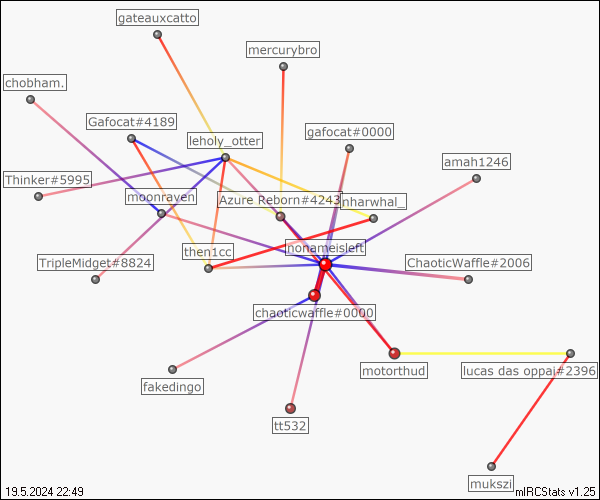 gateauxcatto
mercurybro
chobham.
Gafocat#4189
gafocat#0000
leholy_otter
amah1246
Thinker#5995
moonraven
Azure Reborn#4243
nharwhal_
then1cc
nonameisleft
TripleMidget#8824
ChaoticWaffle#2006
chaoticwaffle#0000
fakedingo
motorthud
lucas das oppai#2396
tt532
mukszi
19.5.2024 22:49
mIRCStats v1.25